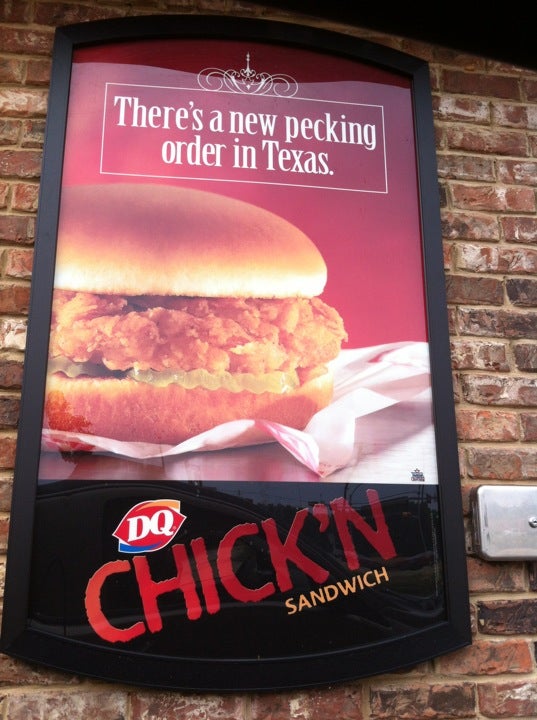 There's a new pecking
order in Texas.
DQ
CHICK'N
SANDWICH